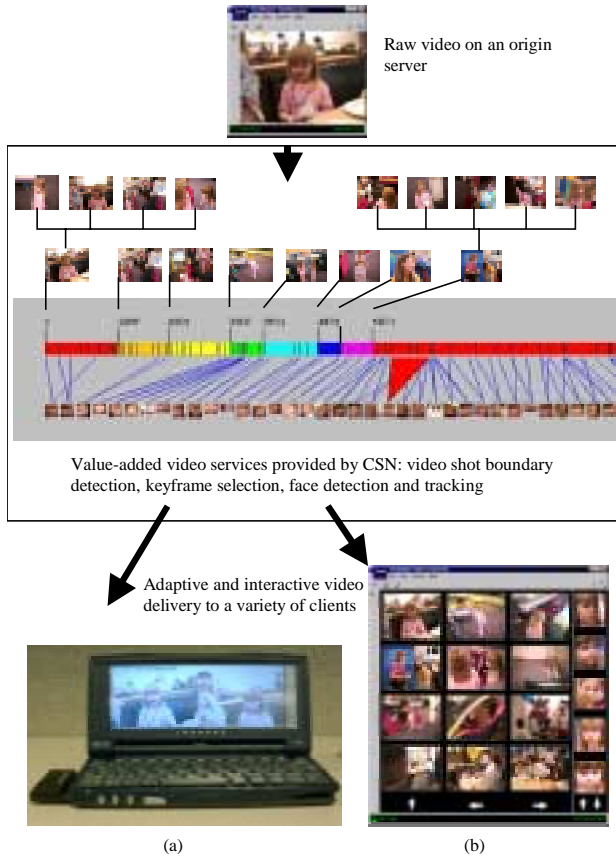 Raw video on an origin
server
Value-added video services provided by CSN: video shot boundary
detection, keyframe selection, face detection and tracking
Adaptive and interactive video
delivery to a variety of clients
(a)
(b)